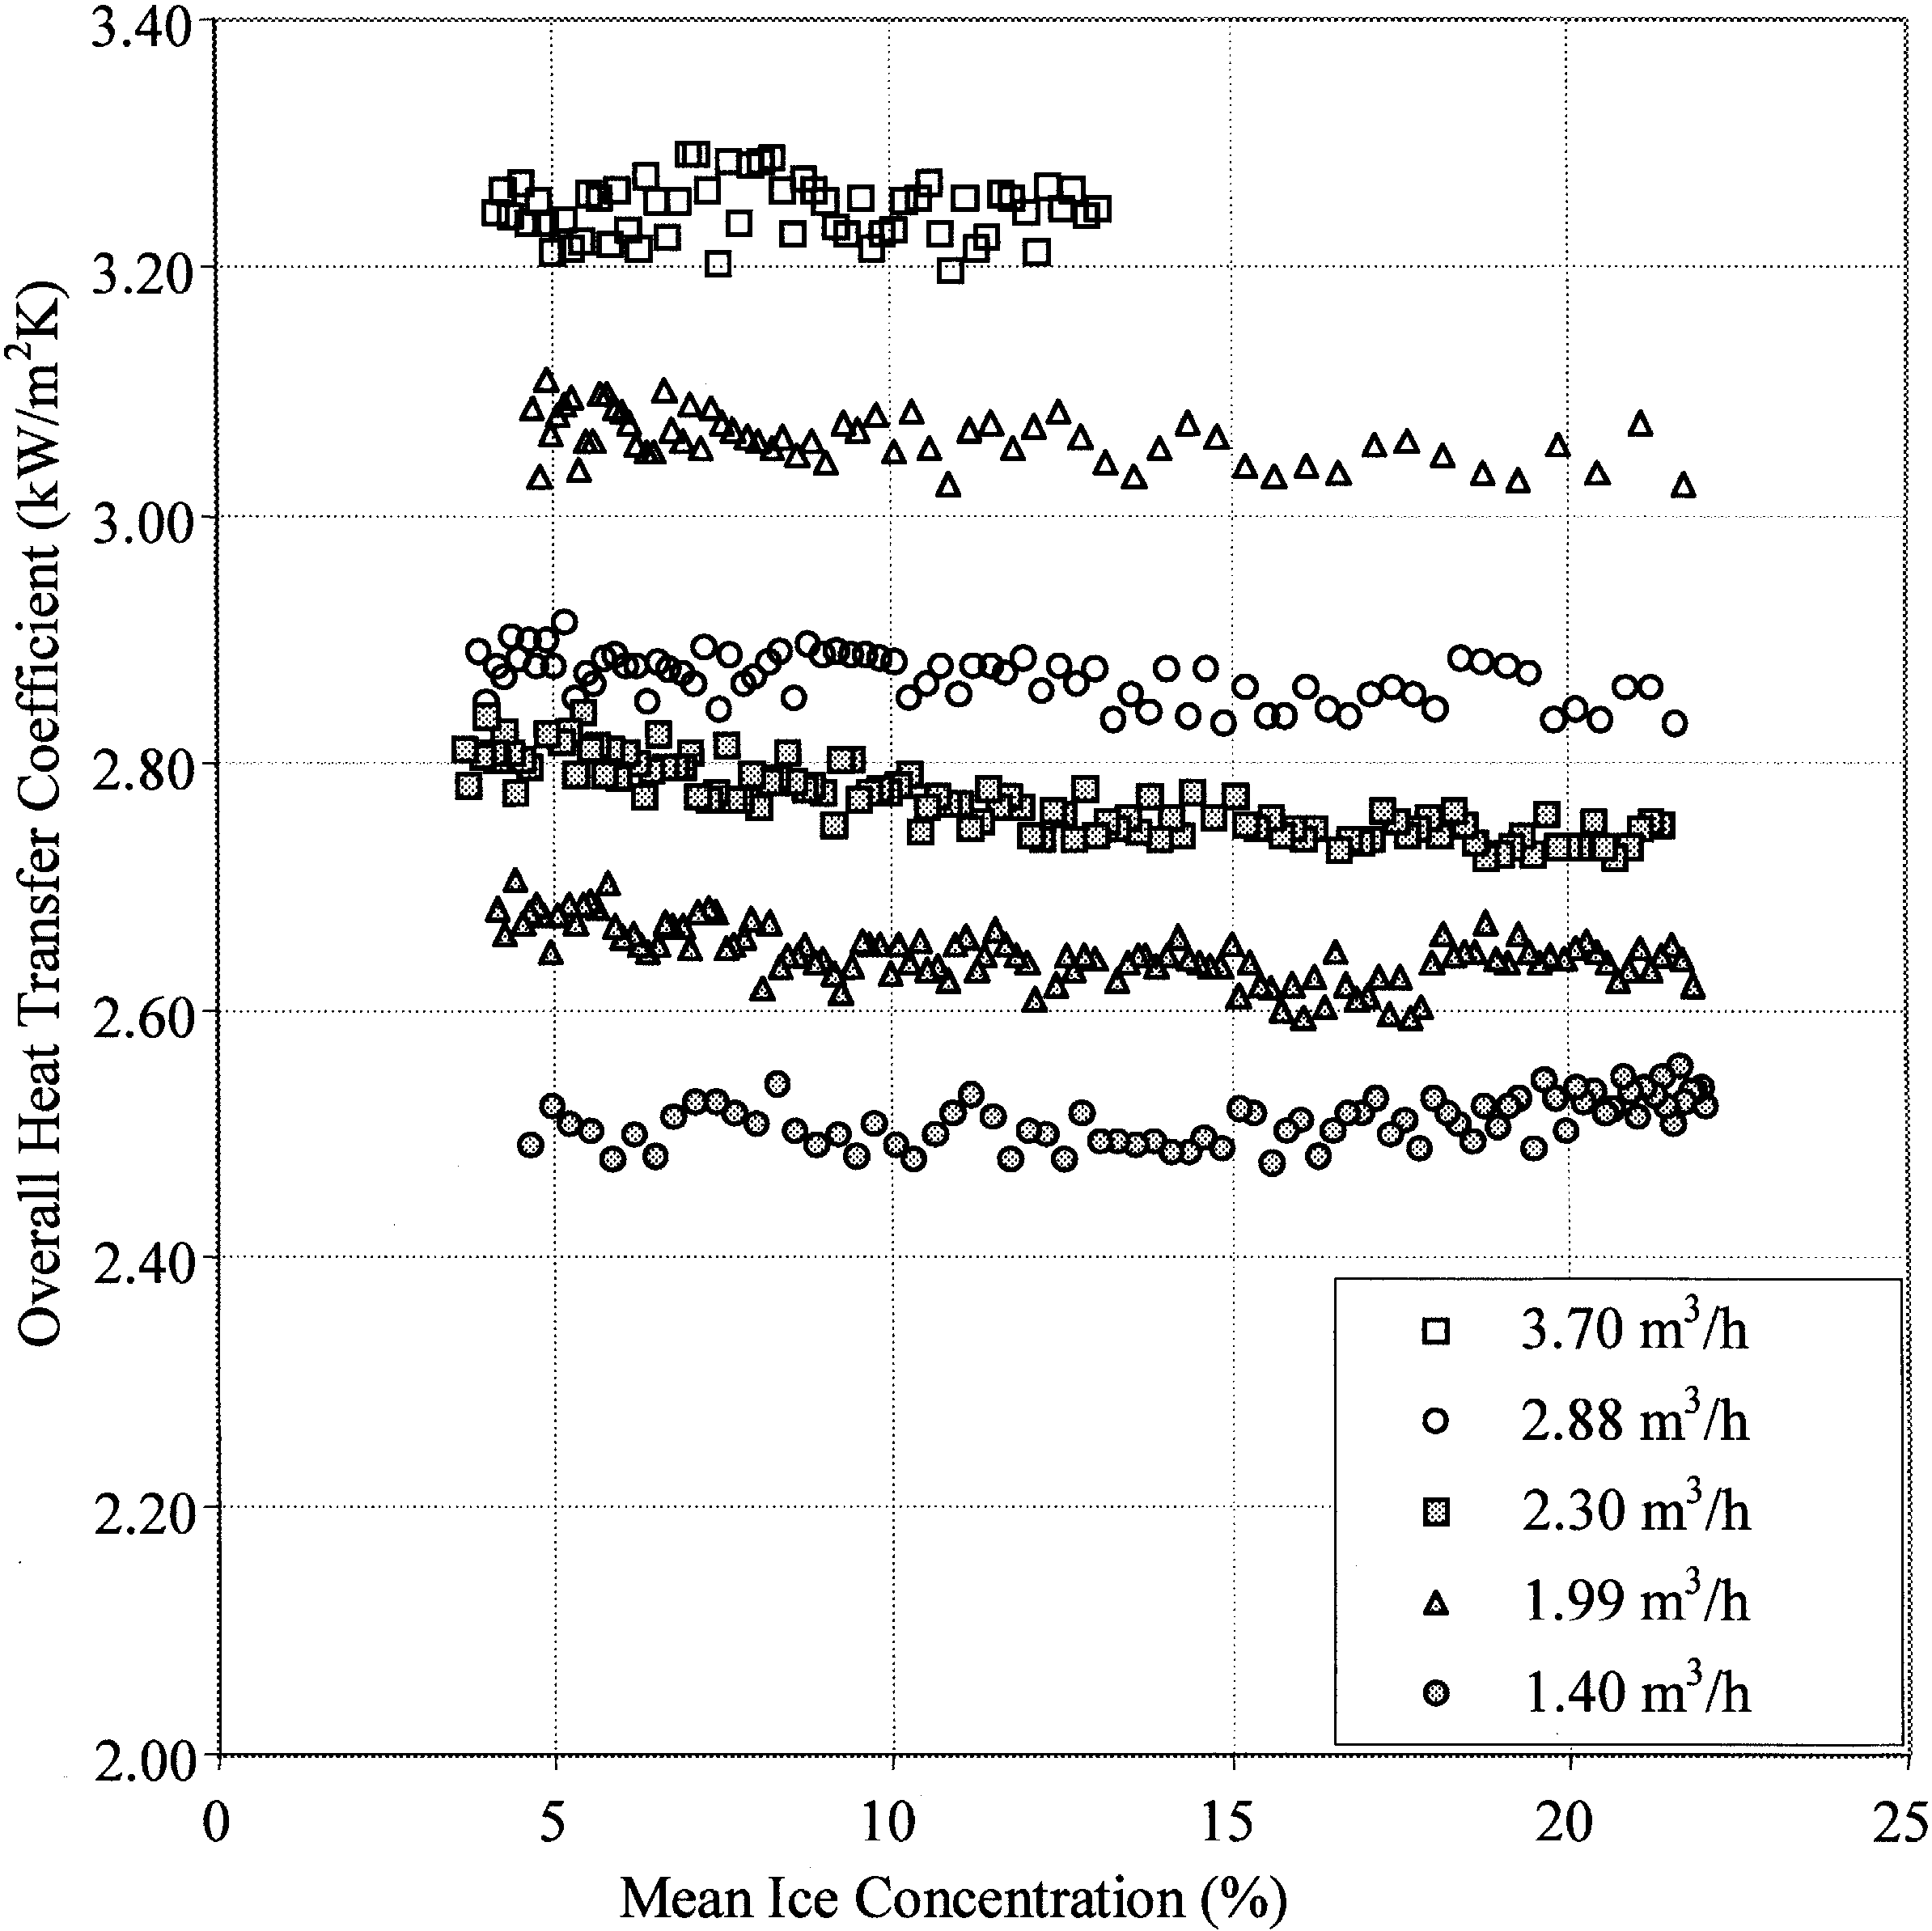 3.40
3.20
3.00
2.80
2.60
2.40
2.20
2.00
Overall Heat Transfer Coefficient (kW/m²K)
3.70 m³/h
2.88 m³/h
2.30 m³/h
1.99 m³/h
1.40 m³/h
0 5 10 15 20 25
Mean Ice Concentration (%)